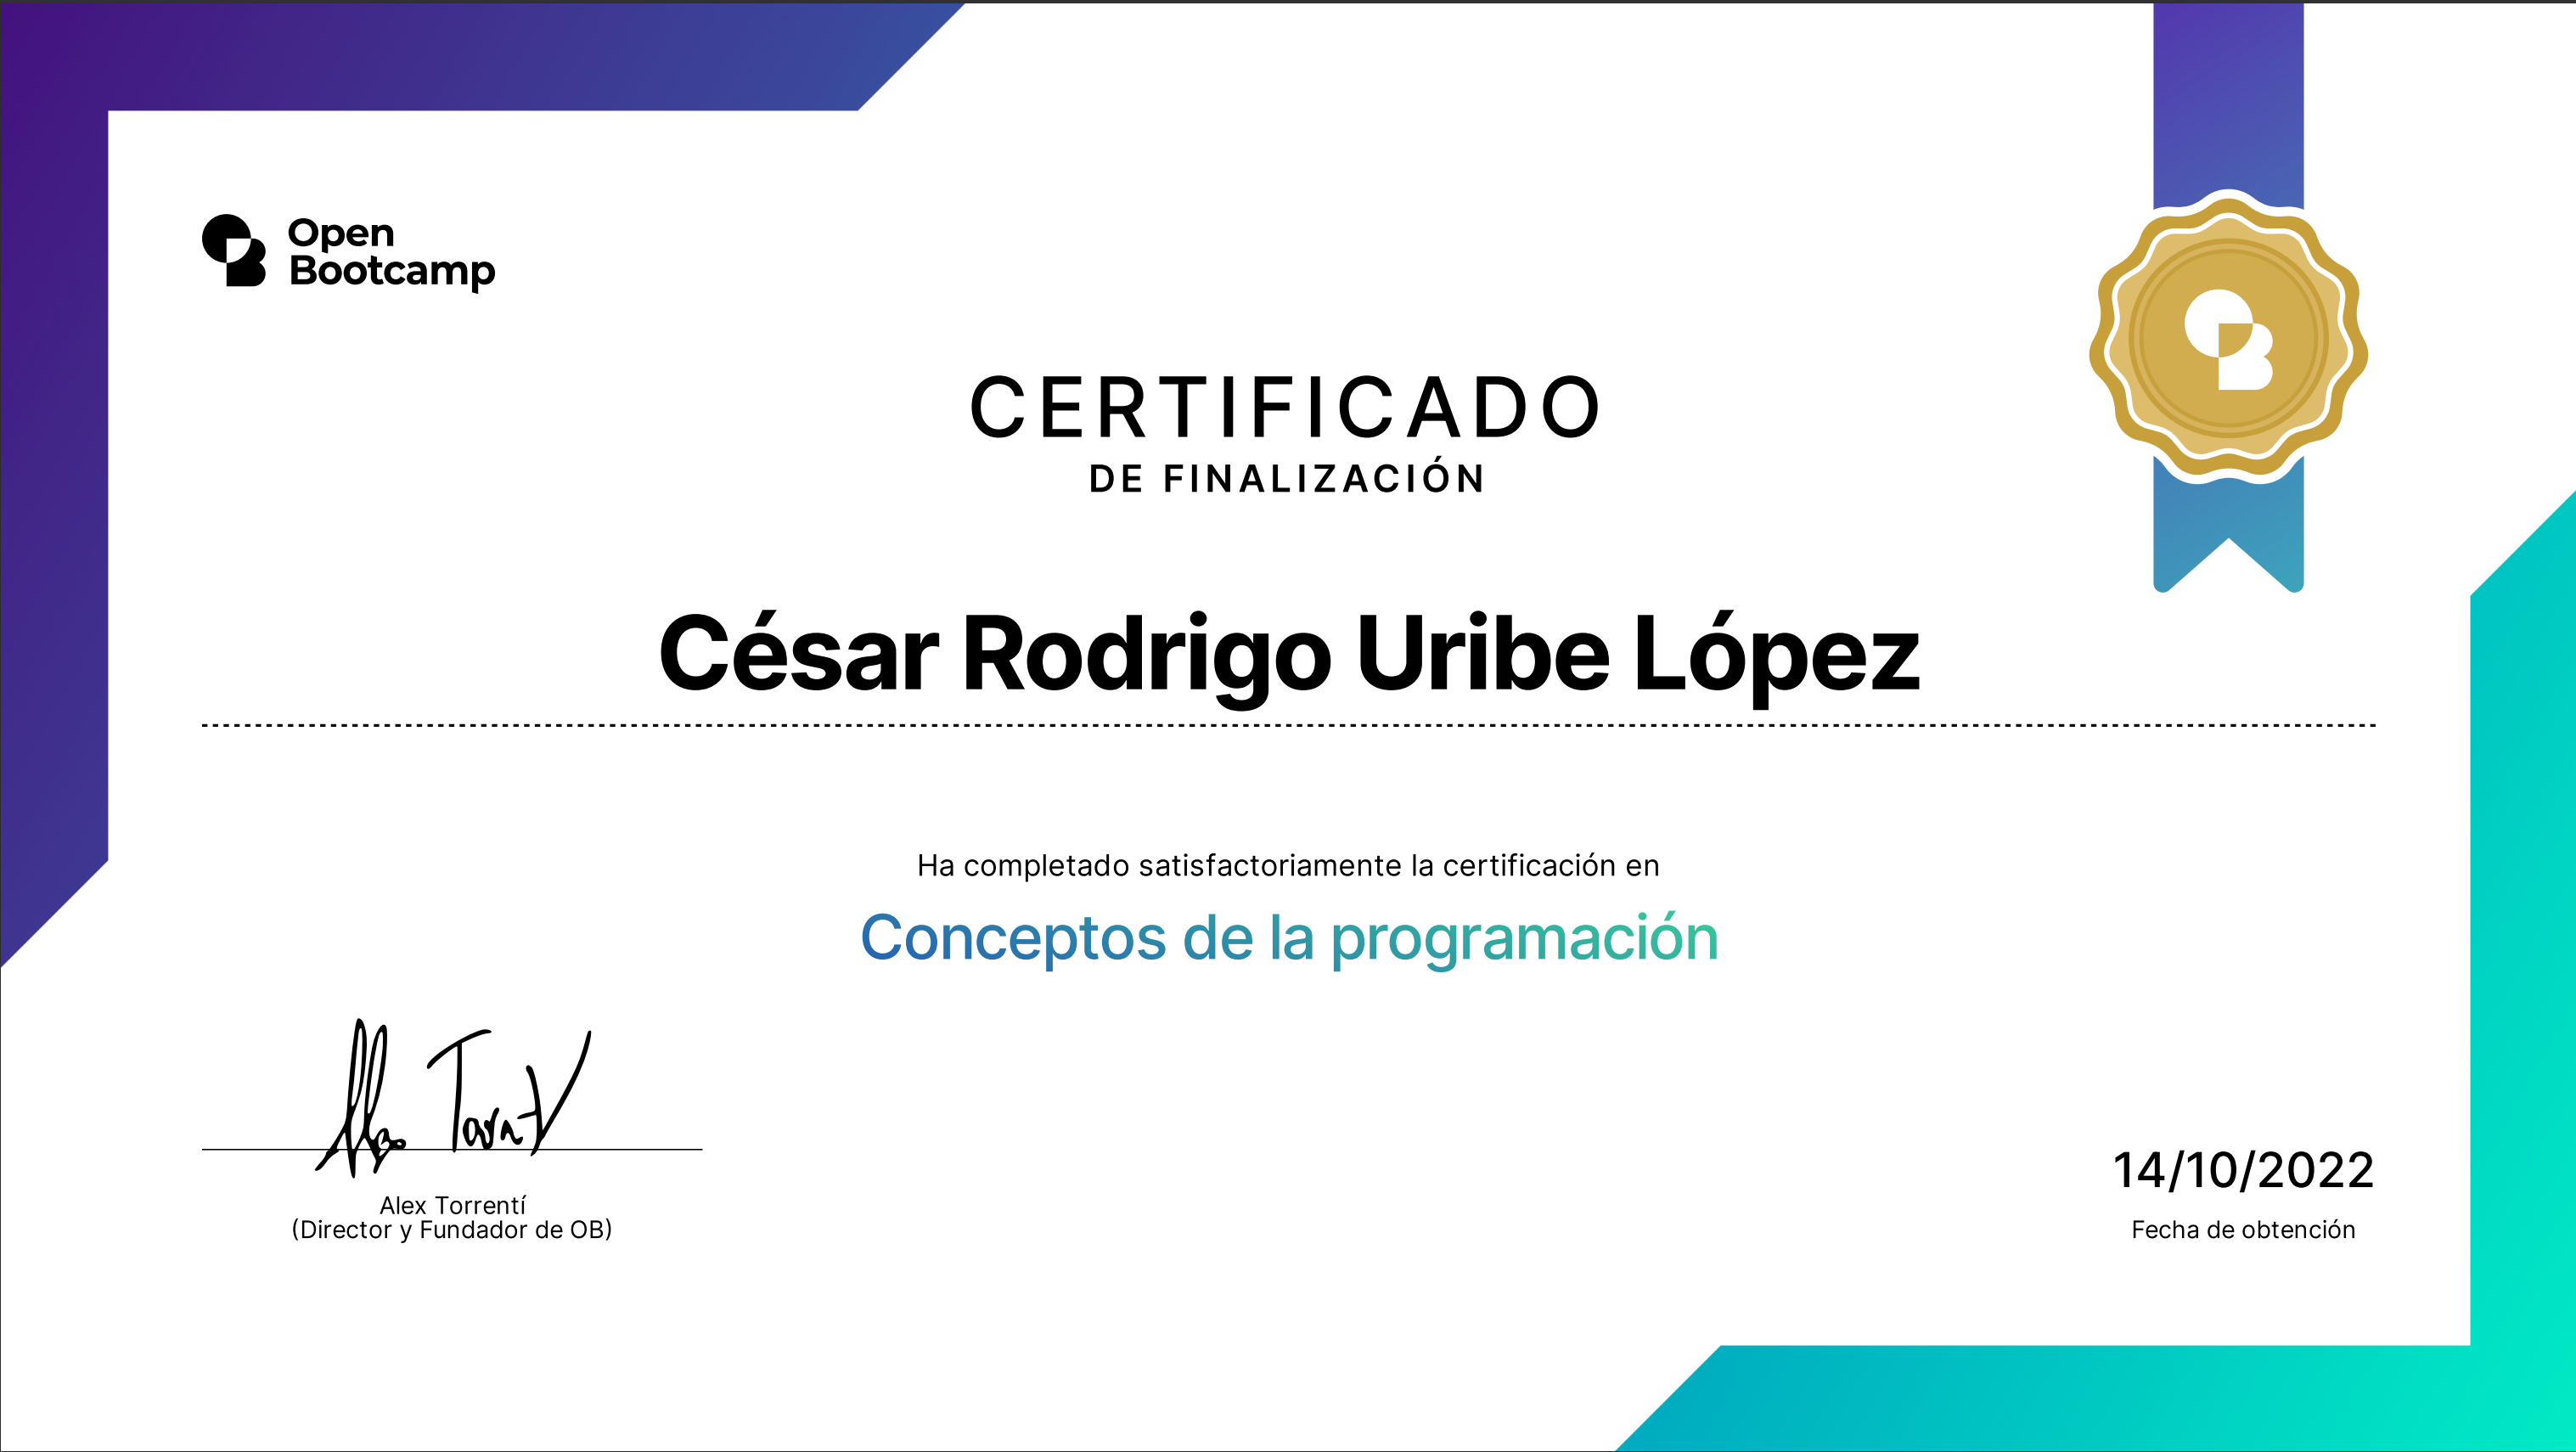 Open
Bootcamp
CERTIFICADO
DE FINALIZACIÓN
César Rodrigo Uribe López
Ha completado satisfactoriamente la certificación en
Conceptos de la programación
Alex Torrentí
(Director y Fundador de OB)
14/10/2022
Fecha de obtención